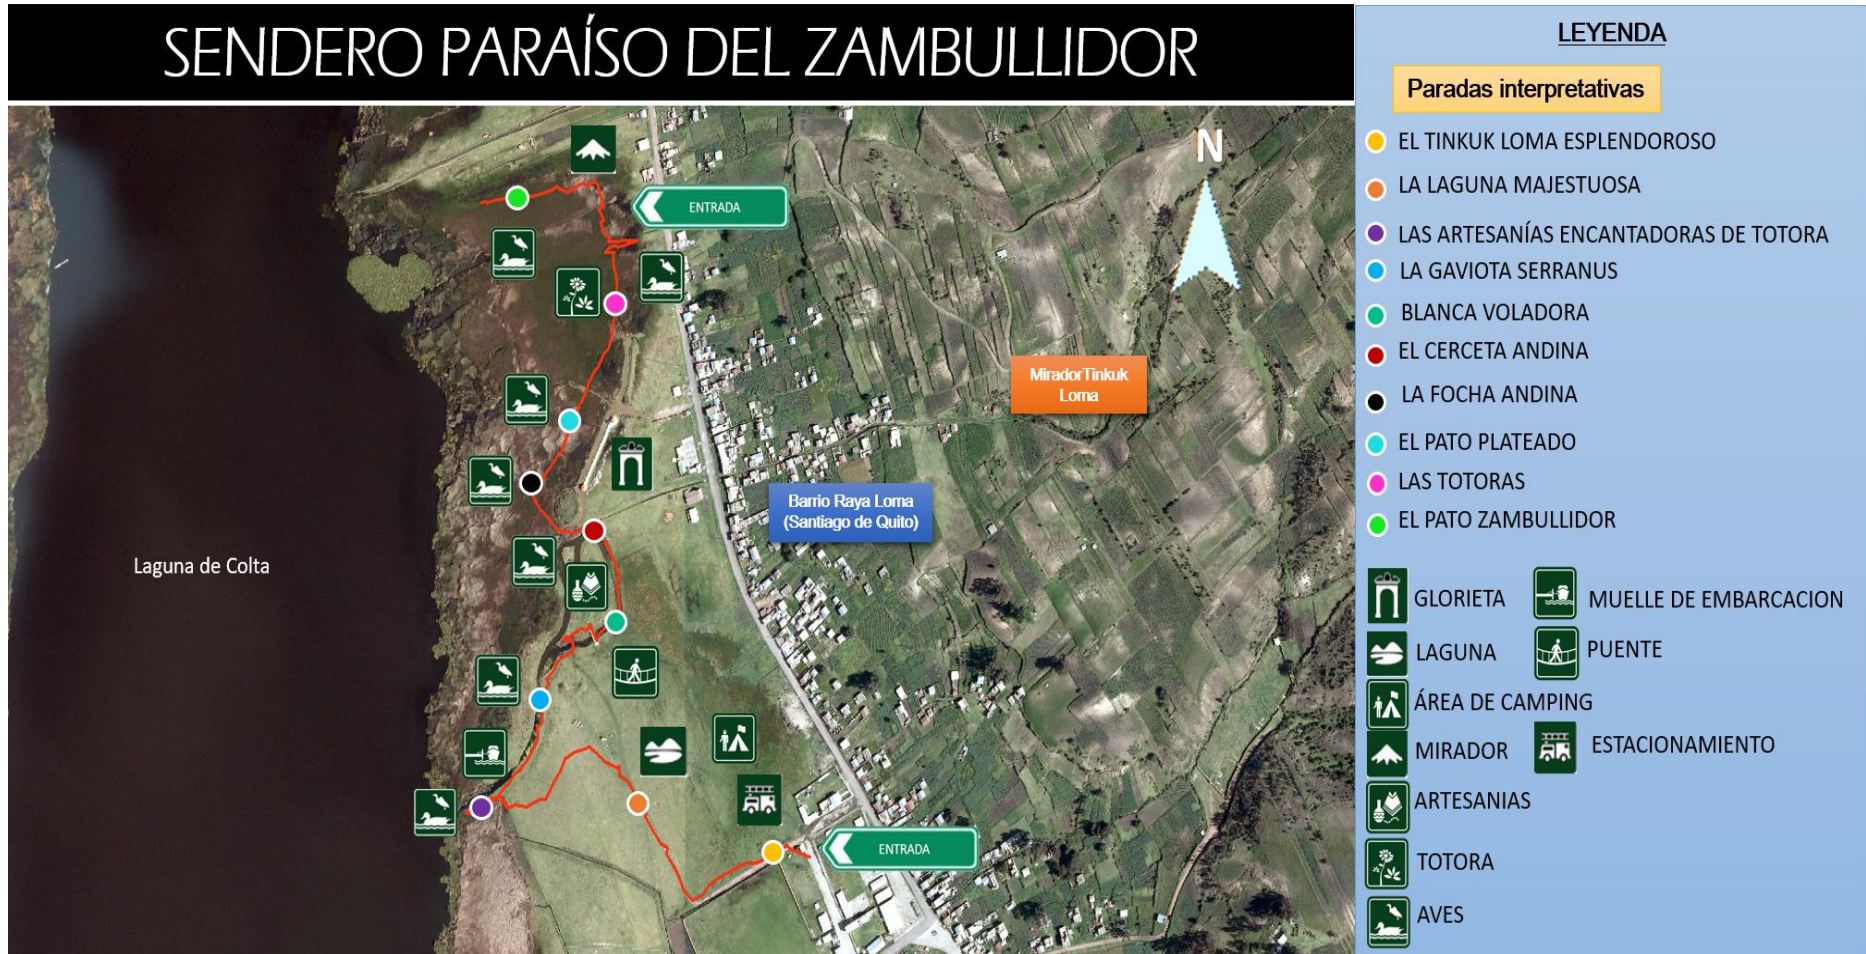 SENDERO PARAÍSO DEL ZAMBULLIDOR
N
ENTRADA
MiradorTinkuk
Loma
Barrio Raya Loma
(Santiago de Quito)
Laguna de Colta
ENTRADA
LEYENDA
Paradas interpretativas
EL TINKUK LOMA ESPLENDOROSO
LA LAGUNA MAJESTUOSA
LAS ARTESANÍAS ENCANTADORAS DE TOTORA
LA GAVIOTA SERRANUS
BLANCA VOLADORA
EL CERCETA ANDINA
LA FOCHA ANDINA
EL PATO PLATEADO
LAS TOTORAS
EL PATO ZAMBULLIDOR
GLORIETA
MUELLE DE EMBARCACION
LAGUNA
PUENTE
ÁREA DE CAMPING
MIRADOR
ESTACIONAMIENTO
ARTESANIAS
TOTORA
AVES